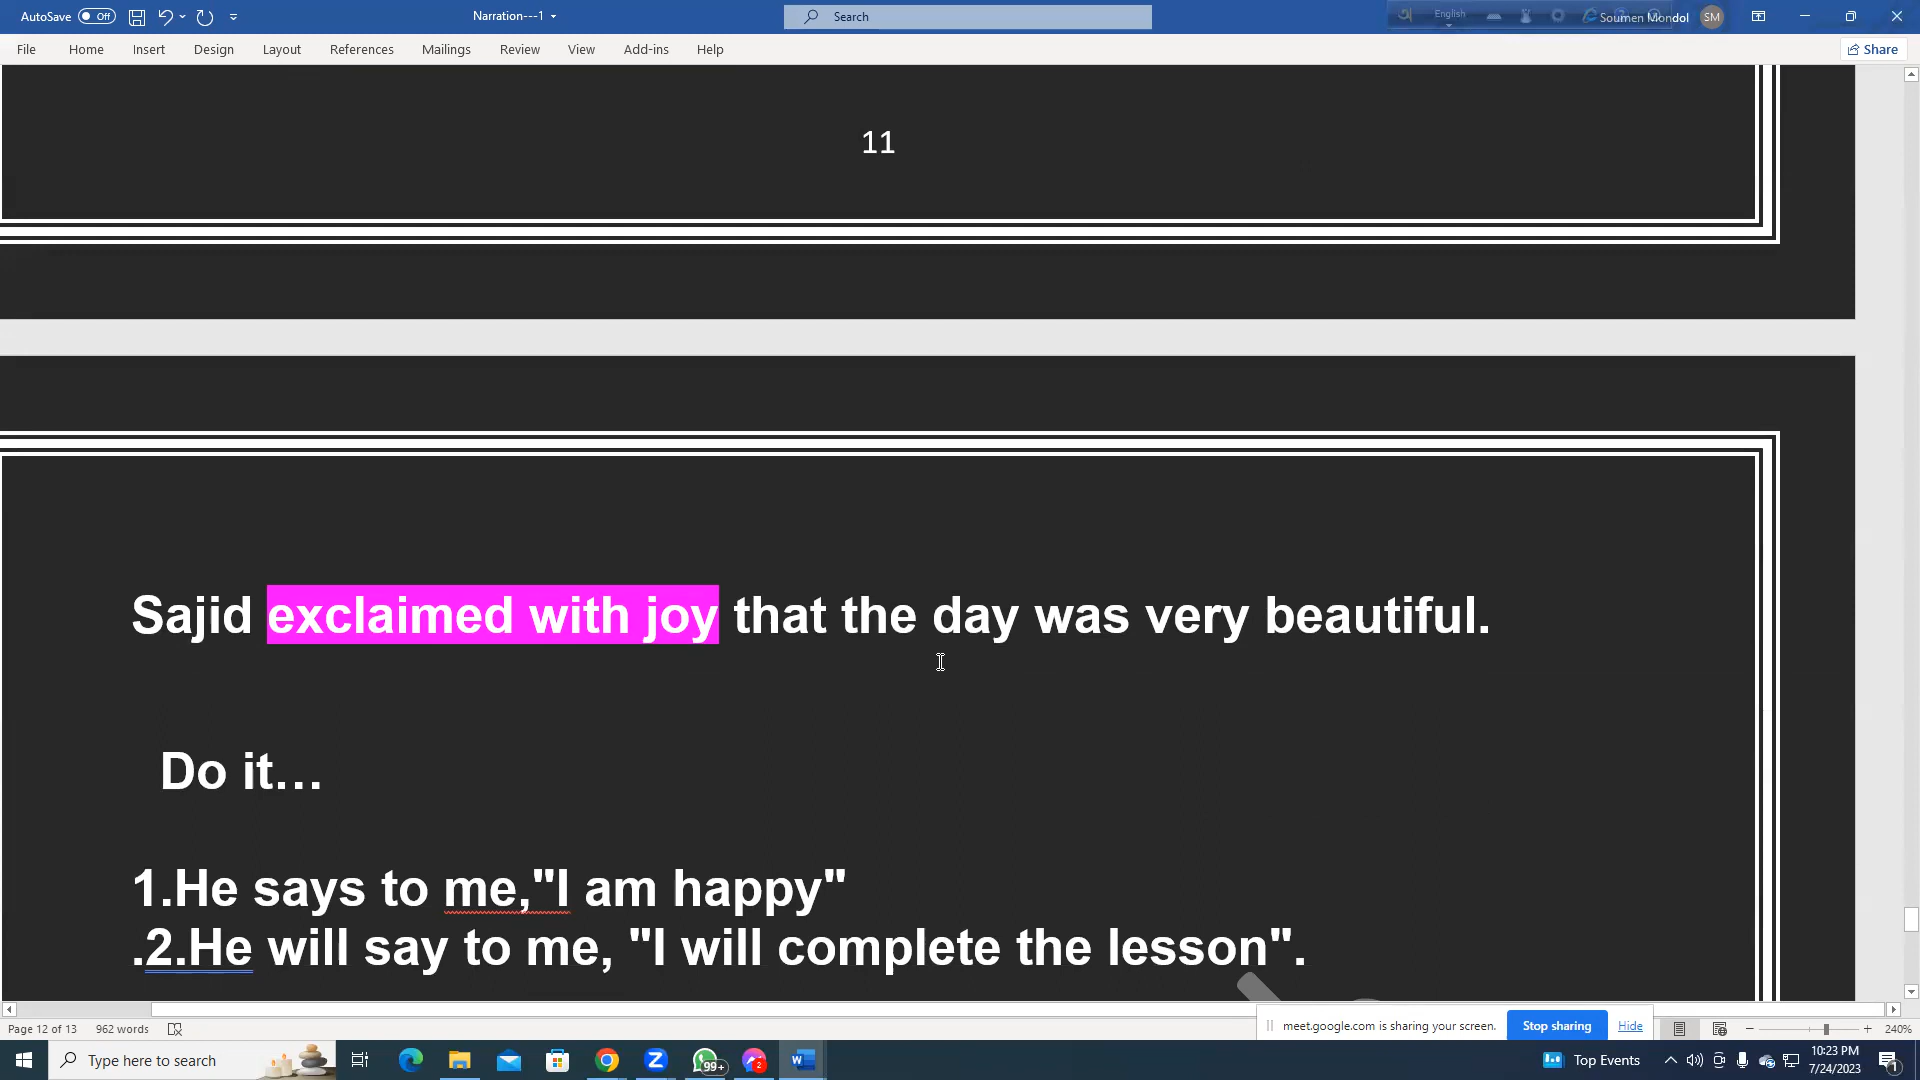 AutoSave Off Narration---1 Search English Soumen Mondol SM
File Home Insert Design Layout References Mailings Review View Add-ins Help Share
11
Sajid exclaimed with joy that the day was very beautiful.
Do it...
1.He says to me,"I am happy"
.2.He will say to me, "I will complete the lesson".
meet.google.com is sharing your screen. Stop sharing Hide
Page 12 of 13 962 words 240%
Type here to search 99+ 2 Top Events 10:23 PM
7/24/2023 1